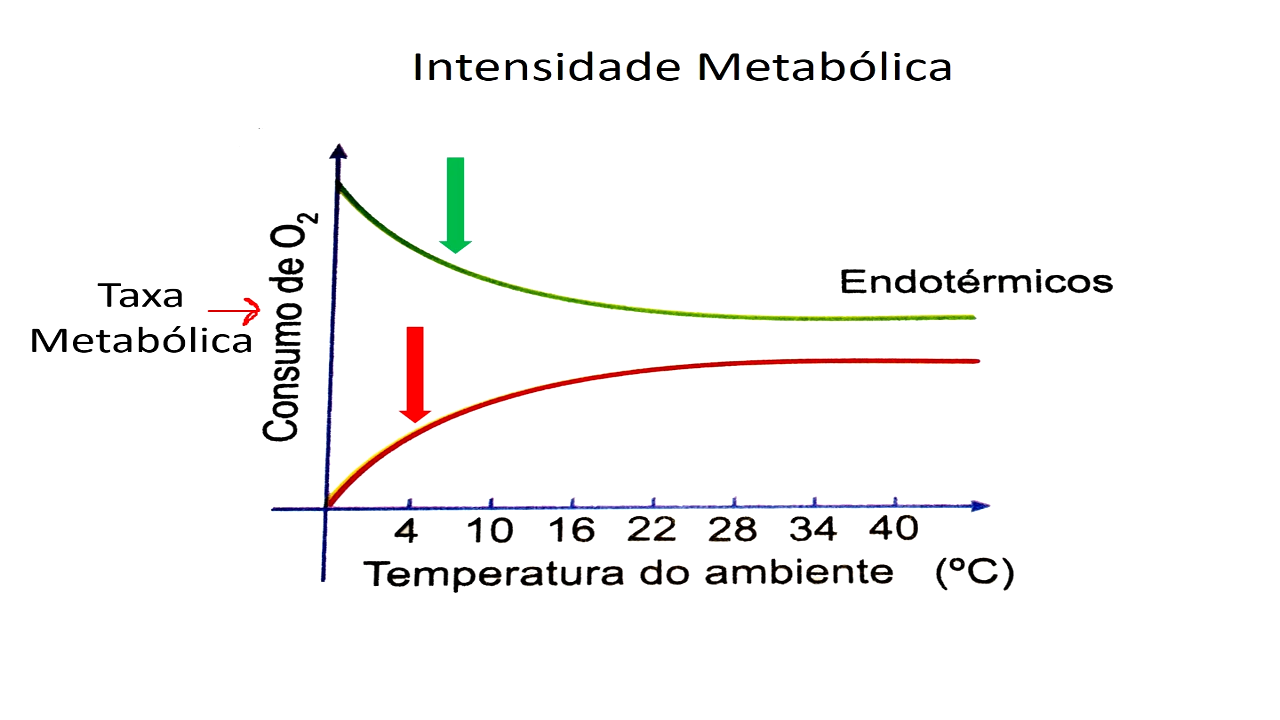 Intensidade Metabólica
Taxa
Metabólica
Consumo de O₂
Endotérmicos
4 10 16 22 28 34 40
Temperatura do ambiente (ºC)